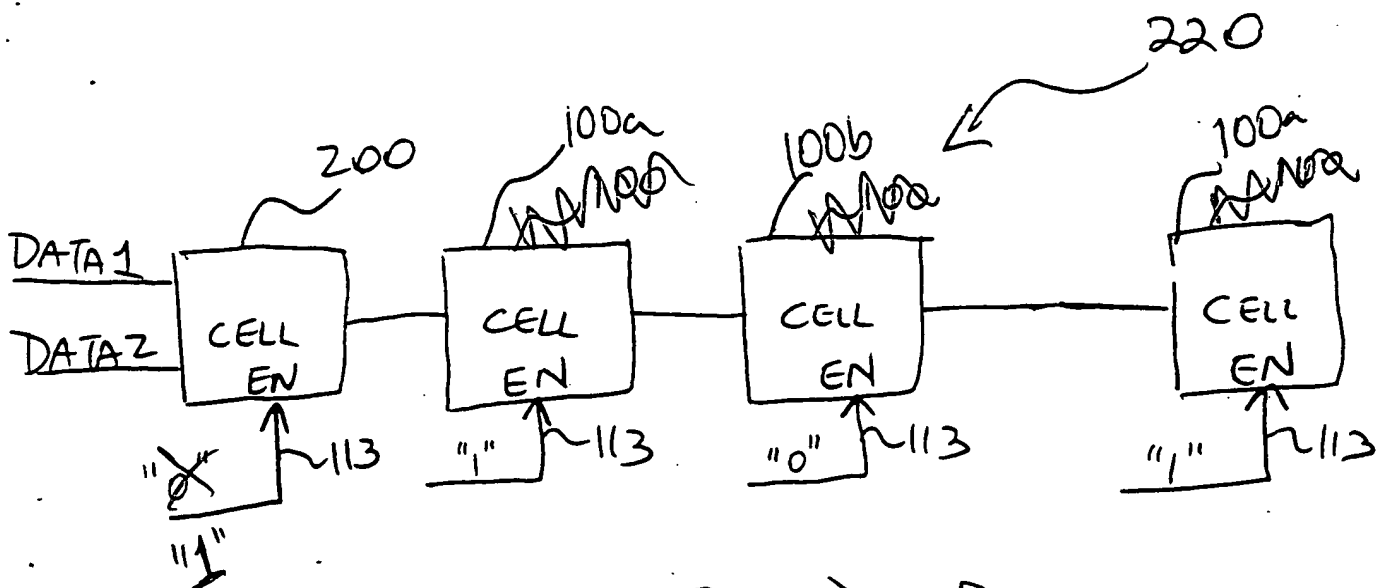 220
200
100a
100b
100a
DATA1
DATA2
CELL
EN
CELL
EN
CELL
EN
CELL
EN
"0"
113
"1"
113
"0"
113
"1"
113
"1"